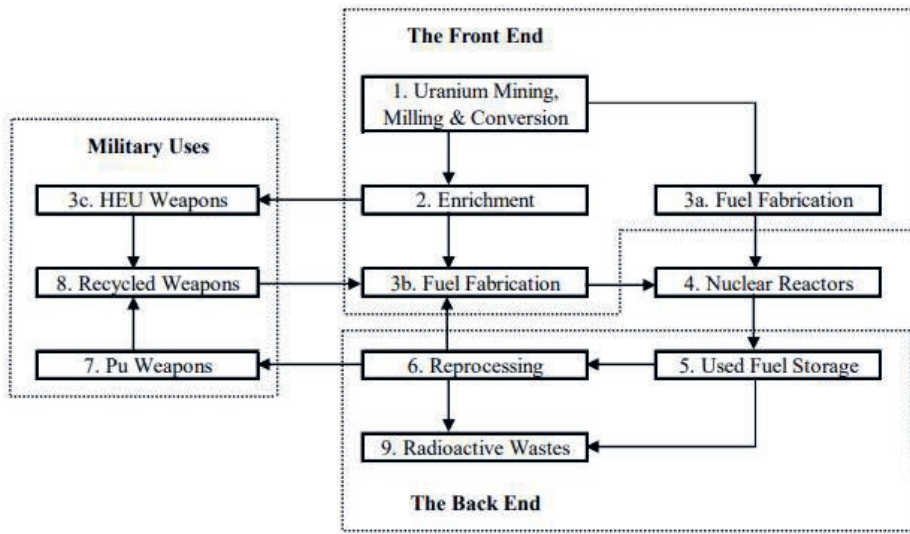 The Front End
1. Uranium Mining,
Milling & Conversion
Military Uses
3c. HEU Weapons
2. Enrichment
3a. Fuel Fabrication
8. Recycled Weapons
3b. Fuel Fabrication
4. Nuclear Reactors
7. Pu Weapons
6. Reprocessing
5. Used Fuel Storage
9. Radioactive Wastes
The Back End